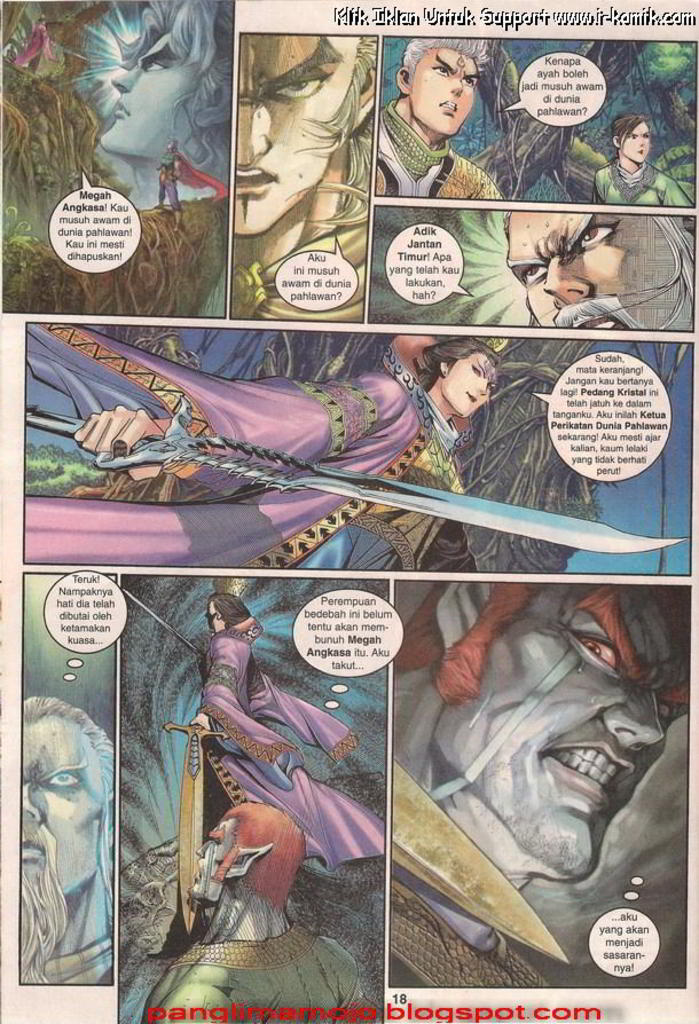 Klik Iklan Untuk Support www.ir-komik.com
Megah
Angkasa! Kau
musuh awam di
dunia pahlawan!
Kau ini mesti
dihapuskan!
Aku
ini musuh
awam di dunia
pahlawan?
Kenapa
ayah boleh
jadi musuh awam
di dunia
pahlawan?
Adik
Jantan
Timur! Apa
yang telah kau
lakukan,
hah?
Sudah,
mata keranjang!
Jangan kau bertanya
lagi! Pedang Kristal ini
telah jatuh ke dalam
tanganku. Aku inilah Ketua
Perikatan Dunia Pahlawan
sekarang! Aku mesti ajar
kalian, kaum lelaki
yang tidak berhati
perut!
Teruk!
Nampaknya
hati dia telah
dibutai oleh
ketamakan
kuasa...
Perempuan
bedebah ini belum
tentu akan mem-
bunuh Megah
Angkasa itu. Aku
takut...
...aku
yang akan
menjadi
sasaran-
nya!
18
panglimamojo.blogspot.com